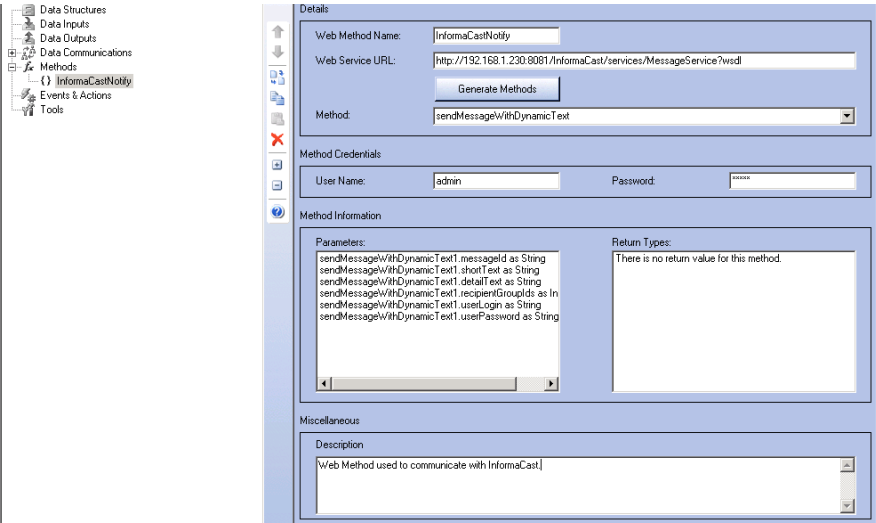 Data Structures
Data Inputs
Data Outputs
Data Communications
fx Methods
{ } InformaCastNotify
Events & Actions
Tools
Details
Web Method Name: InformaCastNotify
Web Service URL: http://192.168.1.230:8081/InformaCast/services/MessageService?wsdl
Generate Methods
Method: sendMessageWithDynamicText
Method Credentials
User Name: admin Password: *****
Method Information
Parameters:
sendMessageWithDynamicText1.messageId as String
sendMessageWithDynamicText1.shortText as String
sendMessageWithDynamicText1.detailText as String
sendMessageWithDynamicText1.recipientGroupIds as In
sendMessageWithDynamicText1.userLogin as String
sendMessageWithDynamicText1.userPassword as String
Return Types:
There is no return value for this method.
Miscellaneous
Description
Web Method used to communicate with InformaCast.